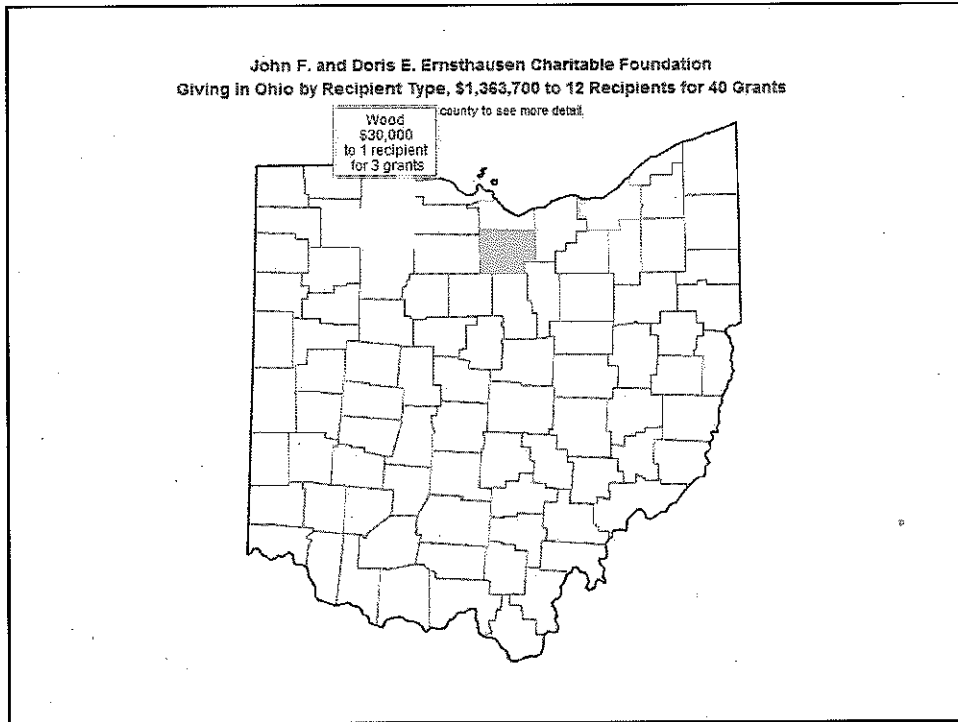 John F. and Doris E. Ernsthausen Charitable Foundation
Giving in Ohio by Recipient Type, $1,363,700 to 12 Recipients for 40 Grants
county to see more detail.
Wood
$30,000
to 1 recipient
for 3 grants